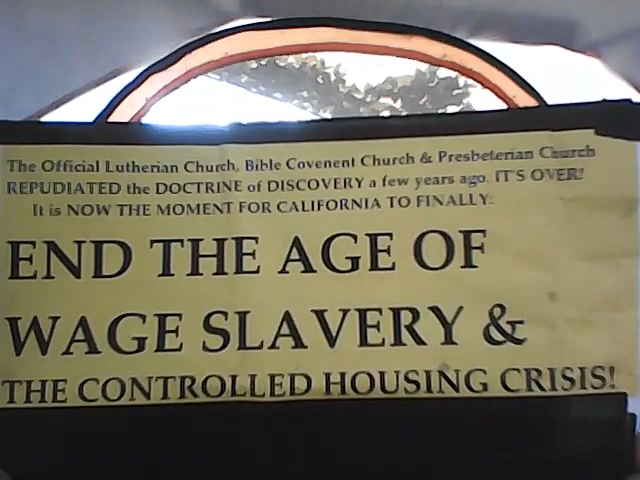 The Official Lutherian Church, Bible Covenent Church & Presbeterian Church
REPUDIATED the DOCTRINE of DISCOVERY a few years ago. IT'S OVER!
It is NOW THE MOMENT FOR CALIFORNIA TO FINALLY:
END THE AGE OF
WAGE SLAVERY &
THE CONTROLLED HOUSING CRISIS!